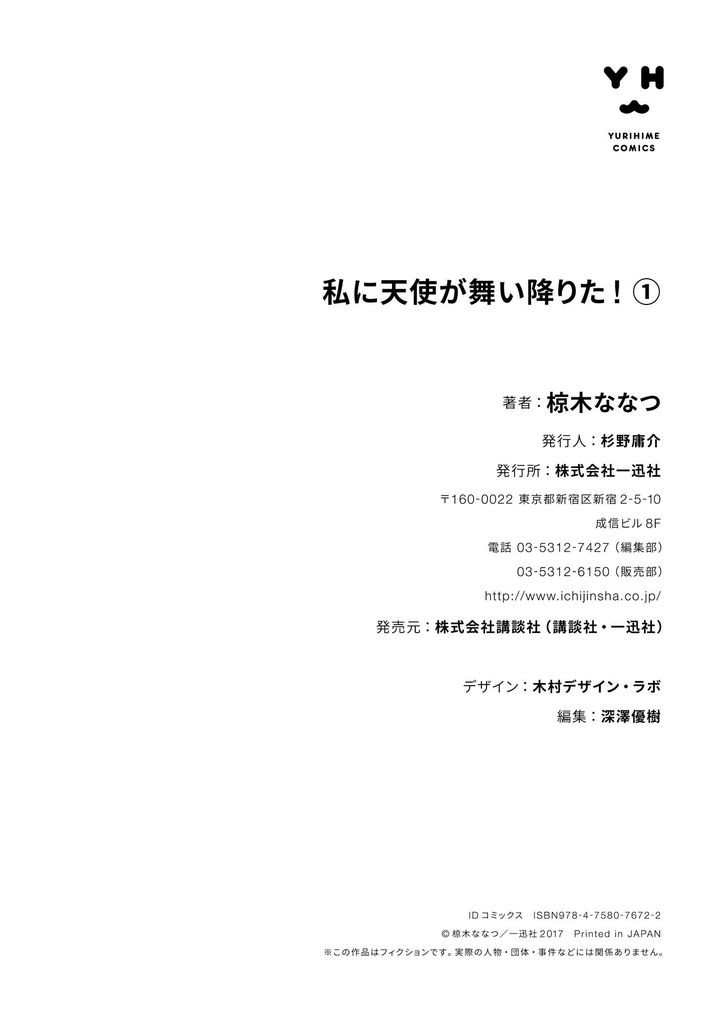 Y H
YURIHIME
COMICS
私に天使が舞い降りた！①
著者：椋木ななつ
発行人：杉野庸介
発行所：株式会社一迅社
〒160-0022 東京都新宿区新宿2-5-10
成信ビル8F
電話 03-5312-7427（編集部）
03-5312-6150（販売部）
http://www.ichijinsha.co.jp/
発売元：株式会社講談社（講談社・一迅社）
デザイン：木村デザイン・ラボ
編集：深澤優樹
IDコミックス　ISBN978-4-7580-7672-2
©椋木ななつ／一迅社2017　Printed in JAPAN
※この作品はフィクションです。実際の人物・団体・事件などには関係ありません。